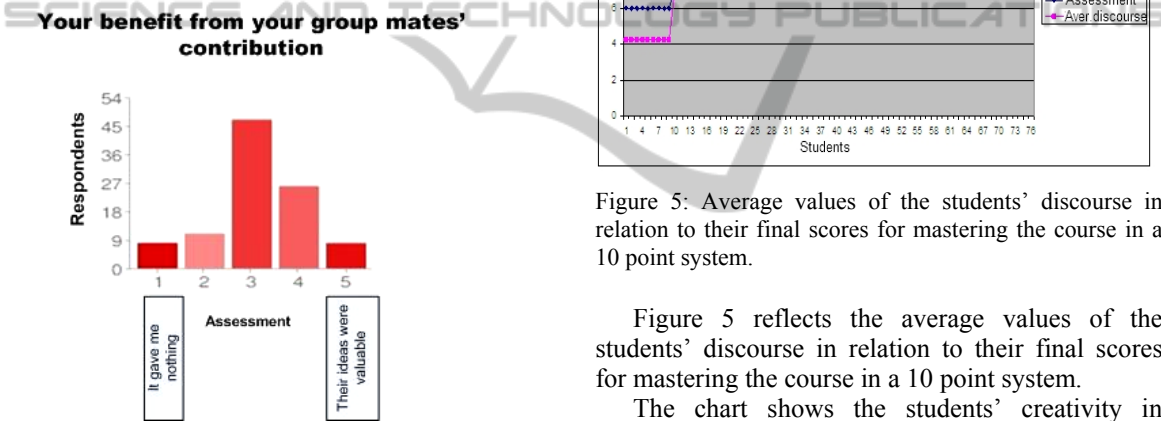 SCIENCE AND TECHNOLOGY PUBLICATIONS
Your benefit from your group mates'
contribution
Respondents
54
45
36
27
18
9
0
1 2 3 4 5
Assessment
It gave me
nothing
Their ideas were
valuable
Assessment
Aver.discourse
6
4
2
0
1 4 7 10 13 16 19 22 25 28 31 34 37 40 43 46 49 52 55 58 61 64 67 70 73 76
Students
Figure 5: Average values of the students' discourse in
relation to their final scores for mastering the course in a
10 point system.
Figure 5 reflects the average values of the
students' discourse in relation to their final scores
for mastering the course in a 10 point system.
The chart shows the students' creativity in